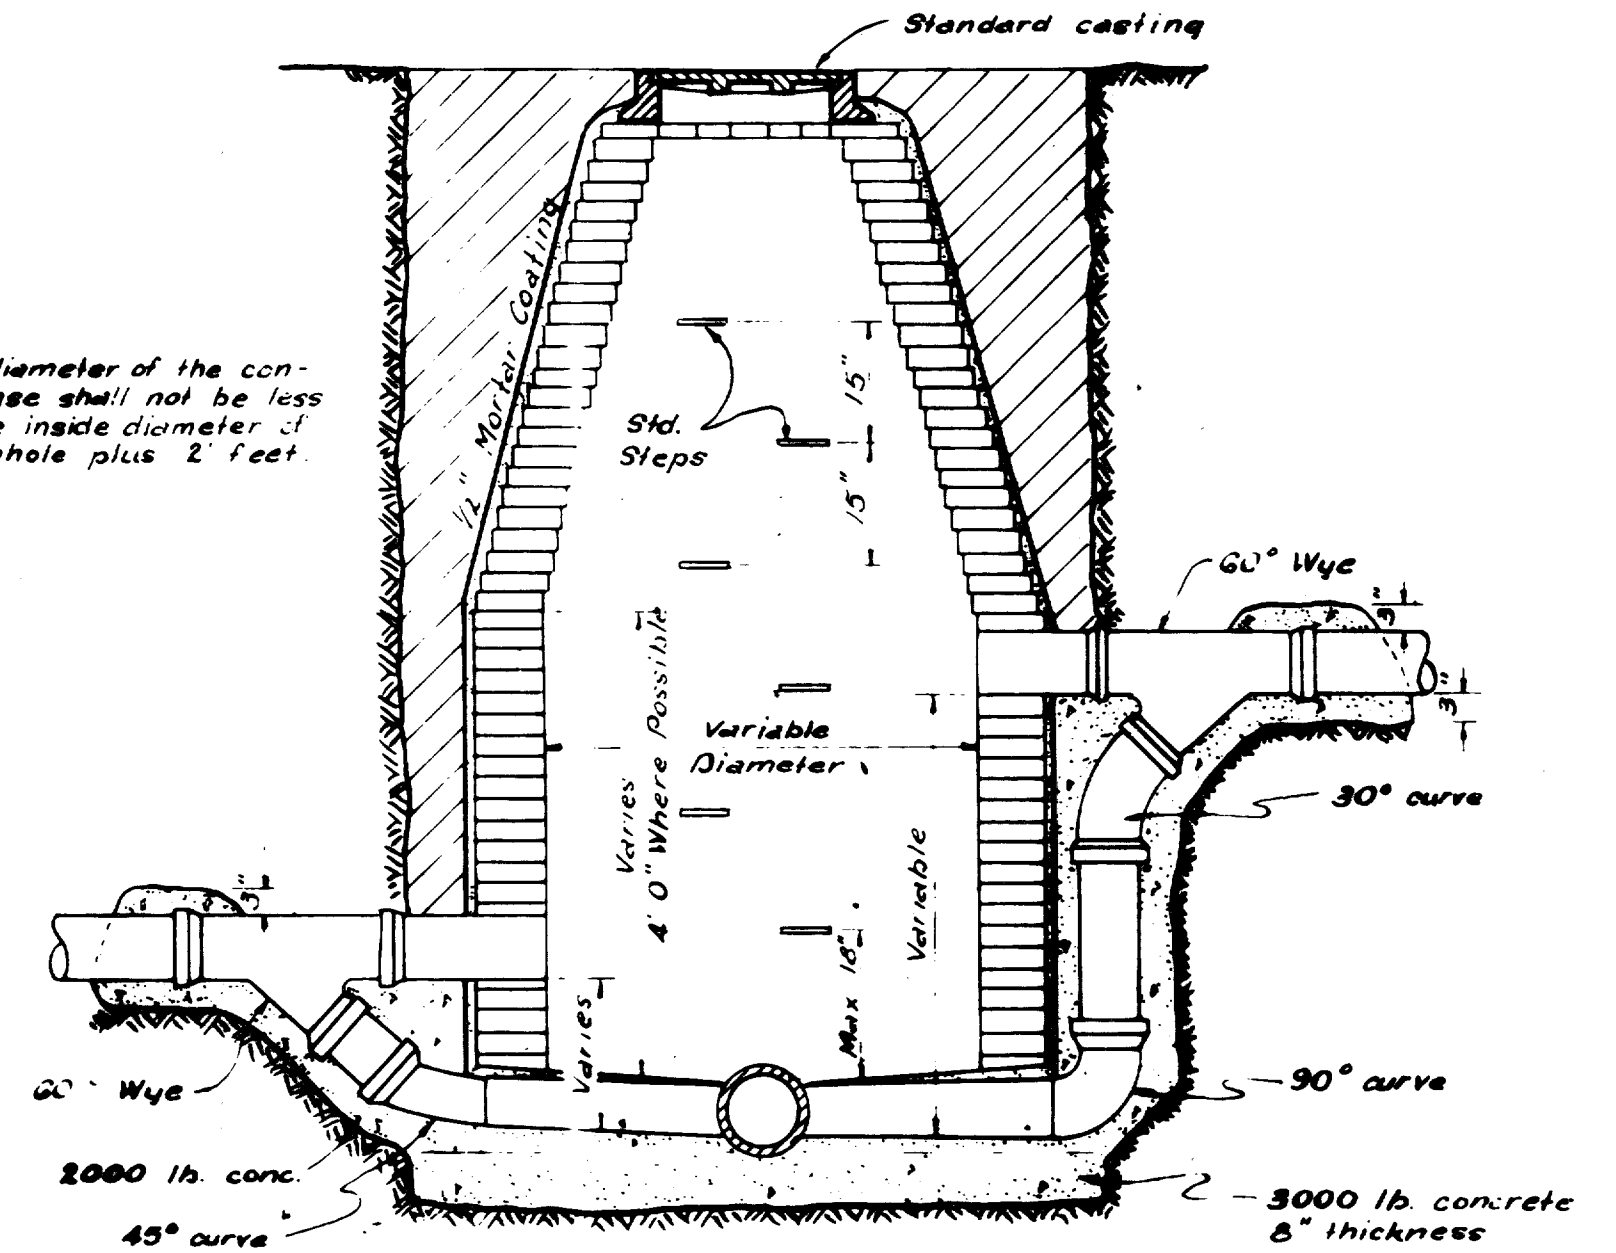 Standard casting
diameter of the con-
ase shall not be less
e inside diameter of
nhole plus 2' feet.
1/2" Mortar Coating
15"
Std.
Steps
15"
60° Wye
3"
3"
Varies
4' 0" Where Possible
Variable
Diameter
30° curve
Variable
3"
Max 18"
Varies
60° Wye
90° curve
2000 lb. conc.
45° curve
3000 lb. concrete
8" thickness